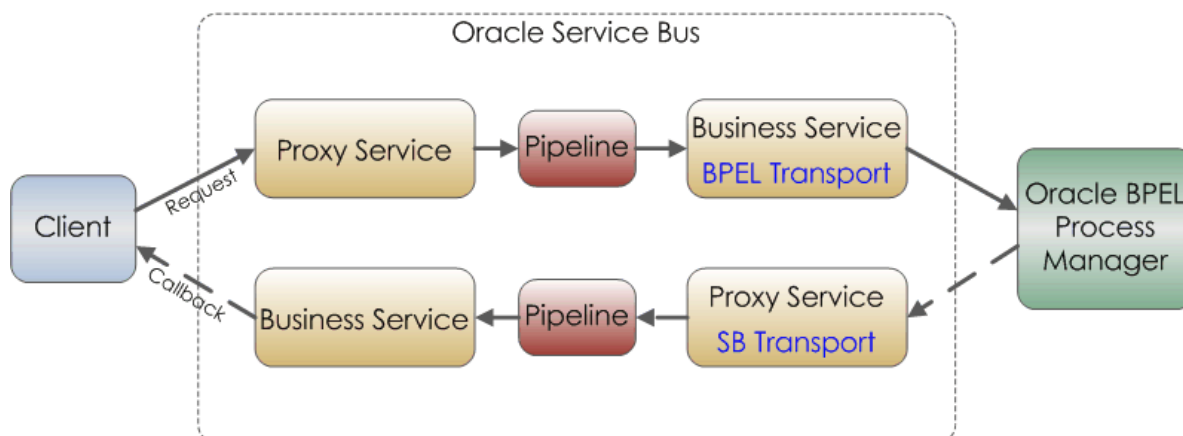 Oracle Service Bus
Proxy Service
Pipeline
Business Service
BPEL Transport
Request
Client
Oracle BPEL
Process
Manager
Callback
Business Service
Pipeline
Proxy Service
SB Transport